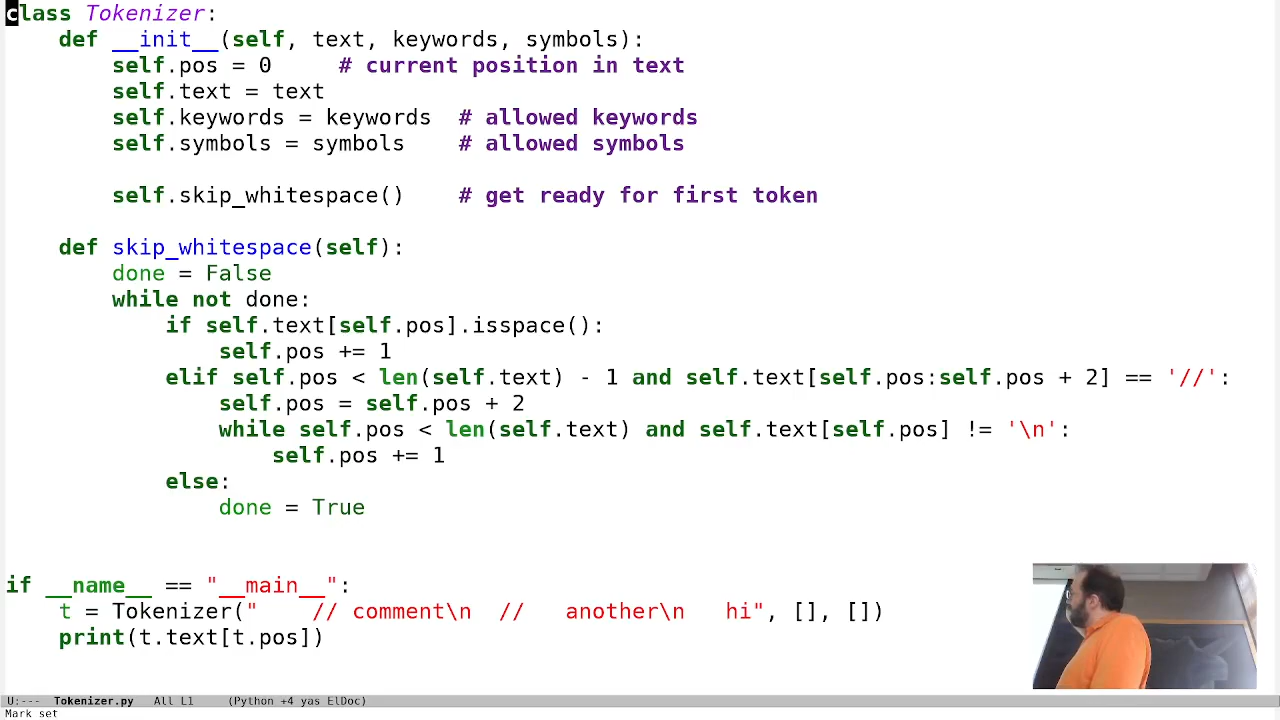 class Tokenizer:
    def __init__(self, text, keywords, symbols):
        self.pos = 0     # current position in text
        self.text = text
        self.keywords = keywords  # allowed keywords
        self.symbols = symbols    # allowed symbols

        self.skip_whitespace()    # get ready for first token

    def skip_whitespace(self):
        done = False
        while not done:
            if self.text[self.pos].isspace():
                self.pos += 1
            elif self.pos < len(self.text) - 1 and self.text[self.pos:self.pos + 2] == '//':
                self.pos = self.pos + 2
                while self.pos < len(self.text) and self.text[self.pos] != '\n':
                    self.pos += 1
            else:
                done = True


if __name__ == "__main__":
    t = Tokenizer("    // comment\n  //   another\n   hi", [], [])
    print(t.text[t.pos])
U:---  Tokenizer.py   All L1    (Python +4 yas ElDoc)
Mark set